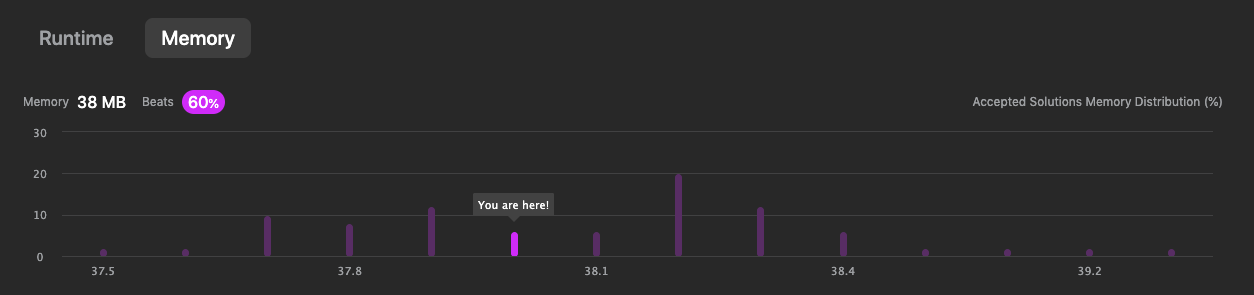 Runtime Memory
Memory 38 MB Beats 60% Accepted Solutions Memory Distribution (%)
30
20
You are here!
10
0
37.5 37.8 38.1 38.4 39.2